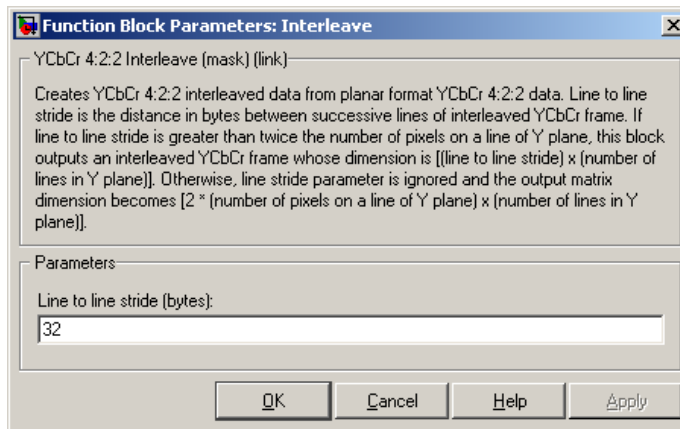 Function Block Parameters: Interleave
YCbCr 4:2:2 Interleave (mask) (link)
Creates YCbCr 4:2:2 interleaved data from planar format YCbCr 4:2:2 data. Line to line
stride is the distance in bytes between successive lines of interleaved YCbCr frame. If
line to line stride is greater than twice the number of pixels on a line of Y plane, this block
outputs an interleaved YCbCr frame whose dimension is [(line to line stride) x (number of
lines in Y plane)]. Otherwise, line stride parameter is ignored and the output matrix
dimension becomes [2 * (number of pixels on a line of Y plane) x (number of lines in Y
plane)].
Parameters
Line to line stride (bytes):
32
OK Cancel Help Apply